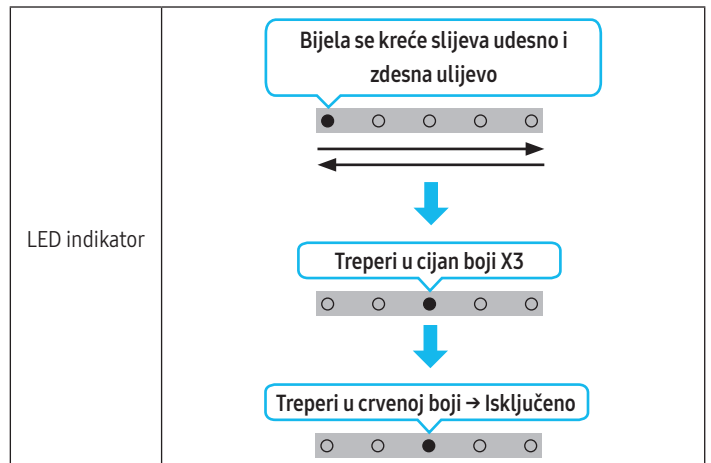 Bijela se kreće slijeva udesno i
zdesna ulijevo
LED indikator
Treperi u cijan boji X3
Treperi u crvenoj boji → Isključeno